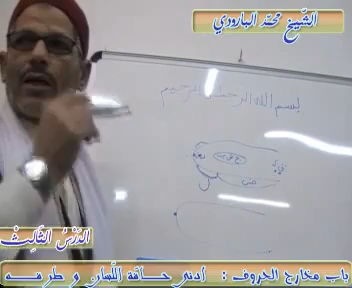 الشيخ محمد البارودي
بسم الله الرحمن الرحيم
ض
ل
الدرس الثالث
باب مخارج الحروف : أدنى حافة اللسان و طرفه